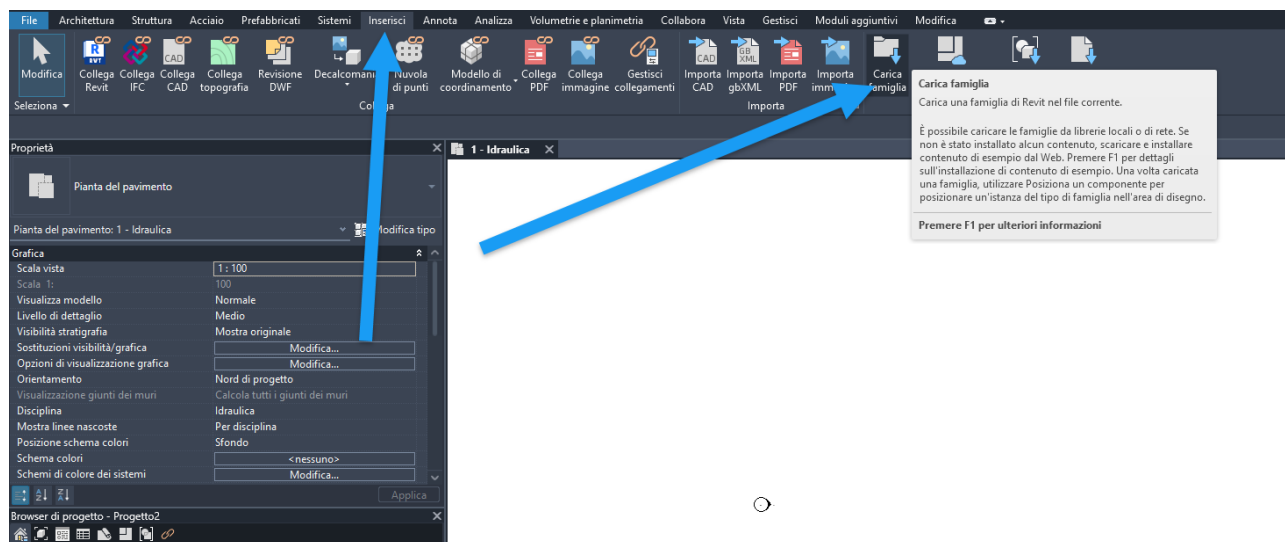 File Architettura Struttura Acciaio Prefabbricati Sistemi Inserisci Annota Analizza Volumetrie e planimetria Collabora Vista Gestisci Moduli aggiuntivi Modifica
Modifica
Collega Revit
Collega IFC
Collega CAD
Collega topografia
Revisione DWF
Nuvola di punti
Modello di coordinamento
Collega PDF
Collega immagine
Gestisci collegamenti
Importa CAD
Importa gbXML
Importa PDF
Importa
Carica famiglia
Seleziona
Importa
Carica famiglia
Carica una famiglia di Revit nel file corrente.
È possibile caricare le famiglie da librerie locali o di rete. Se
non è stato installato alcun contenuto, scaricare e installare
contenuto di esempio dal Web. Premere F1 per dettagli
sull'installazione di contenuto di esempio. Una volta caricata
una famiglia, utilizzare Posiziona un componente per
posizionare un'istanza del tipo di famiglia nell'area di disegno.
Premere F1 per ulteriori informazioni
Proprietà
1 - Idraulica
Pianta del pavimento
Pianta del pavimento: 1 - Idraulica
Modifica tipo
Grafica
Scala vista 1 : 100
Scala 1: 100
Visualizza modello Normale
Livello di dettaglio Medio
Visibilità stratigrafia Mostra originale
Sostituzioni visibilità/grafica Modifica...
Opzioni di visualizzazione grafica Modifica...
Orientamento Nord di progetto
Visualizzazione giunti dei muri Calcola tutti i giunti dei muri
Disciplina Idraulica
Mostra linee nascoste Per disciplina
Posizione schema colori Sfondo
Schema colori <nessuno>
Schemi di colore dei sistemi Modifica...
Applica
Browser di progetto - Progetto2